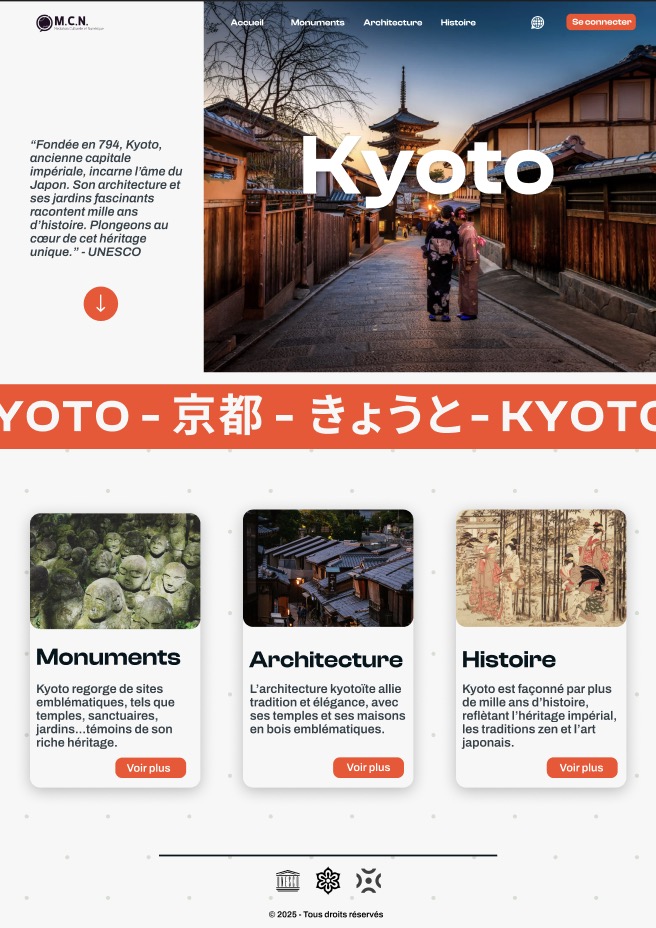 M.C.N.
Accueil
Monuments
Architecture
Histoire
Se connecter
“Fondée en 794, Kyoto,
ancienne capitale
impériale, incarne l’âme du
Japon. Son architecture et
ses jardins fascinants
racontent mille ans
d’histoire. Plongeons au
cœur de cet héritage
unique.” - UNESCO
Kyoto
YOTO - 京都 - きょうと - KYOTO
Monuments
Kyoto regorge de sites
emblématiques, tels que
temples, sanctuaires,
jardins...témoins de son
riche héritage.
Voir plus
Architecture
L’architecture kyotoïte allie
tradition et élégance, avec
ses temples et ses maisons
en bois emblématiques.
Voir plus
Histoire
Kyoto est façonné par plus
de mille ans d’histoire,
reflètant l’héritage impérial,
les traditions zen et l’art
japonais.
Voir plus
UNESCO
© 2025 - Tous droits réservés